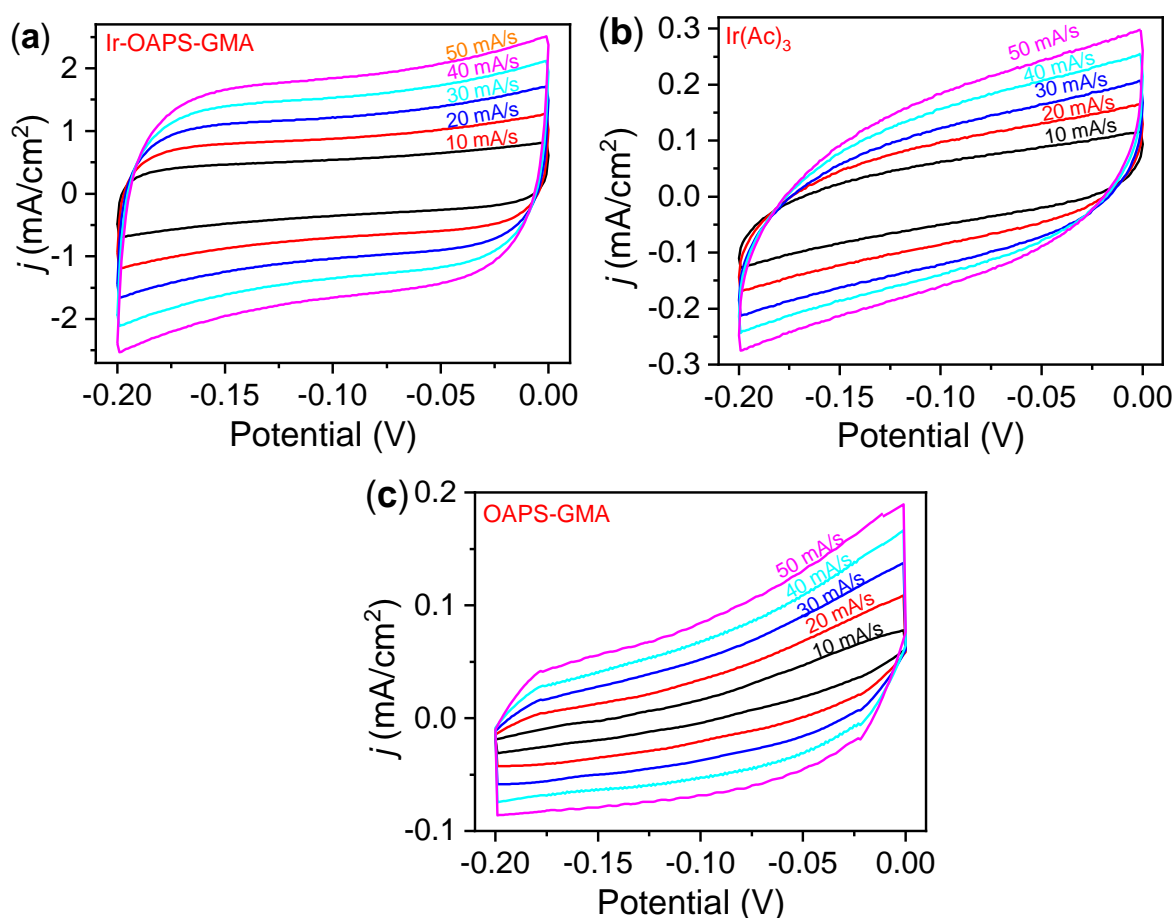 (a)
Ir-OAPS-GMA
50 mA/s
40 mA/s
30 mA/s
20 mA/s
10 mA/s
2
1
0
-1
-2
j (mA/cm²)
-0.20 -0.15 -0.10 -0.05 0.00
Potential (V)
(b)
Ir(Ac)₃
50 mA/s
40 mA/s
30 mA/s
20 mA/s
10 mA/s
0.3
0.2
0.1
0.0
-0.1
-0.2
-0.3
j (mA/cm²)
-0.20 -0.15 -0.10 -0.05 0.00
Potential (V)
(c)
OAPS-GMA
50 mA/s
40 mA/s
30 mA/s
20 mA/s
10 mA/s
0.2
0.1
0.0
-0.1
j (mA/cm²)
-0.20 -0.15 -0.10 -0.05 0.00
Potential (V)